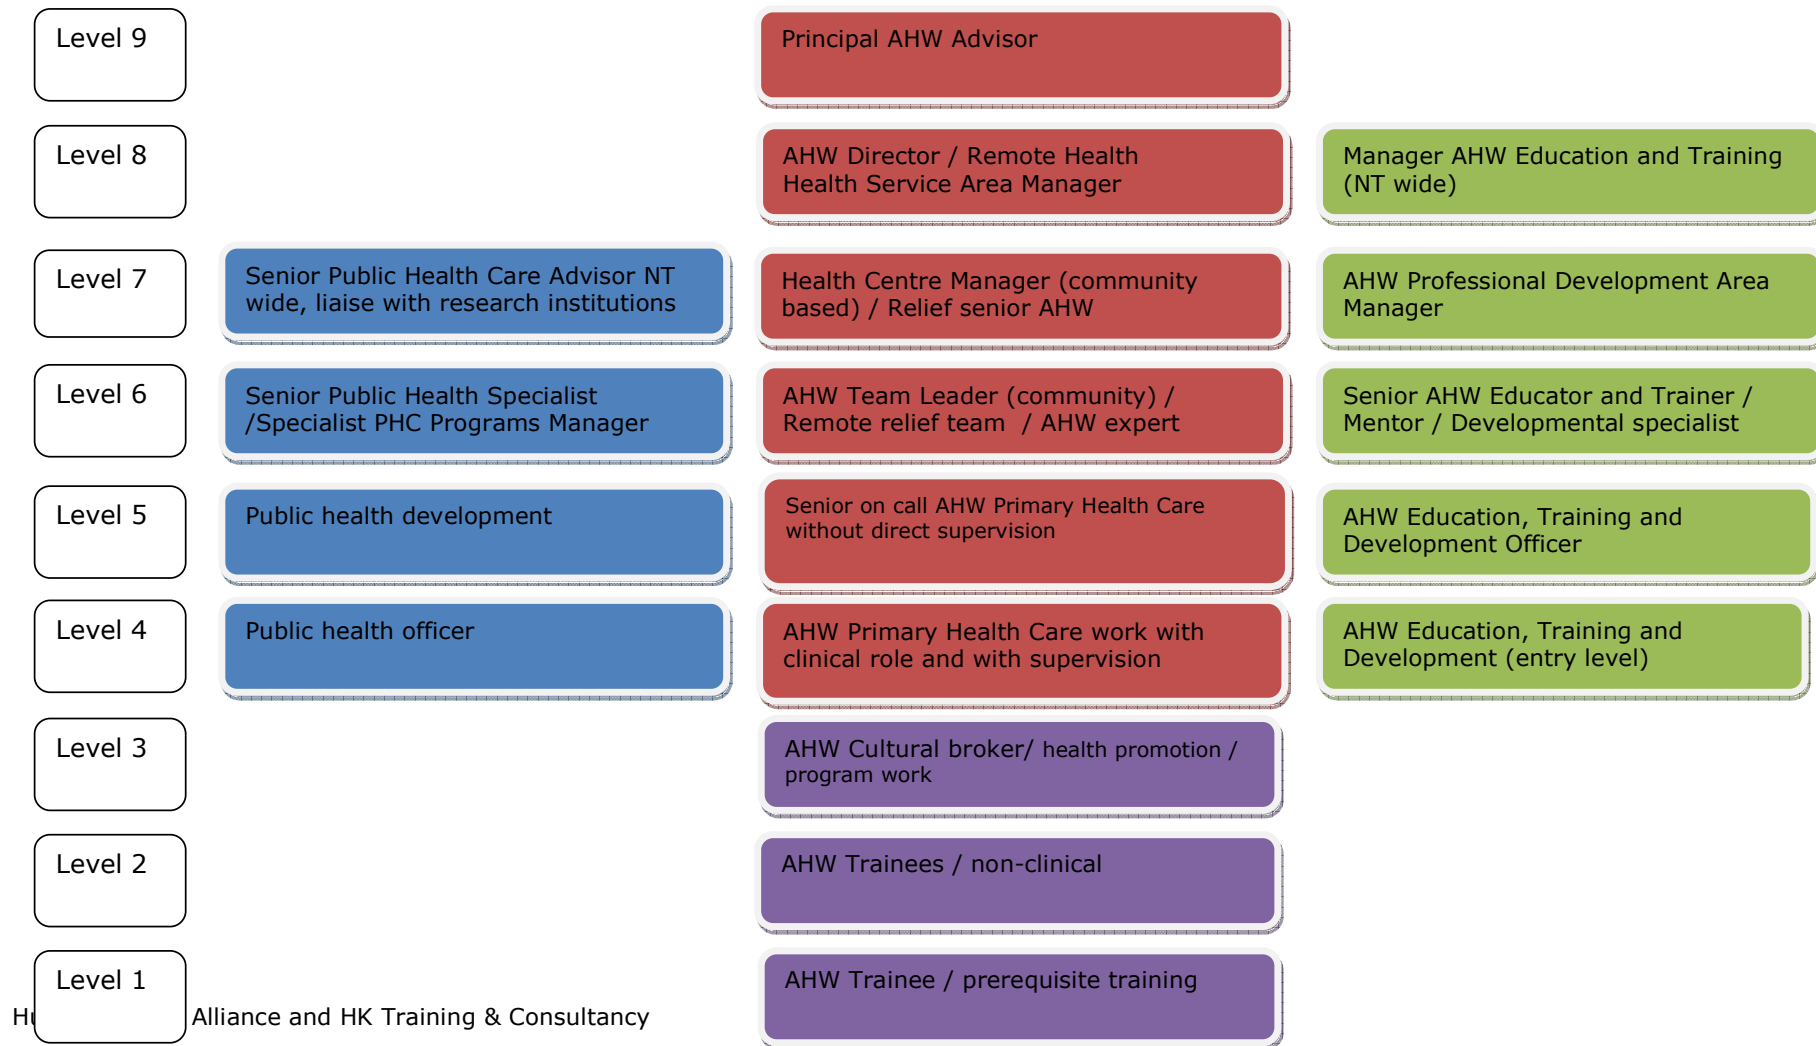 Level 9
Principal AHW Advisor
Level 8
AHW Director / Remote Health
Health Service Area Manager
Manager AHW Education and Training
(NT wide)
Level 7
Senior Public Health Care Advisor NT
wide, liaise with research institutions
Health Centre Manager (community
based) / Relief senior AHW
AHW Professional Development Area
Manager
Level 6
Senior Public Health Specialist
/Specialist PHC Programs Manager
AHW Team Leader (community) /
Remote relief team / AHW expert
Senior AHW Educator and Trainer /
Mentor / Developmental specialist
Level 5
Public health development
Senior on call AHW Primary Health Care
without direct supervision
AHW Education, Training and
Development Officer
Level 4
Public health officer
AHW Primary Health Care work with
clinical role and with supervision
AHW Education, Training and
Development (entry level)
Level 3
AHW Cultural broker/ health promotion /
program work
Level 2
AHW Trainees / non-clinical
Level 1
AHW Trainee / prerequisite training
Alliance and HK Training & Consultancy